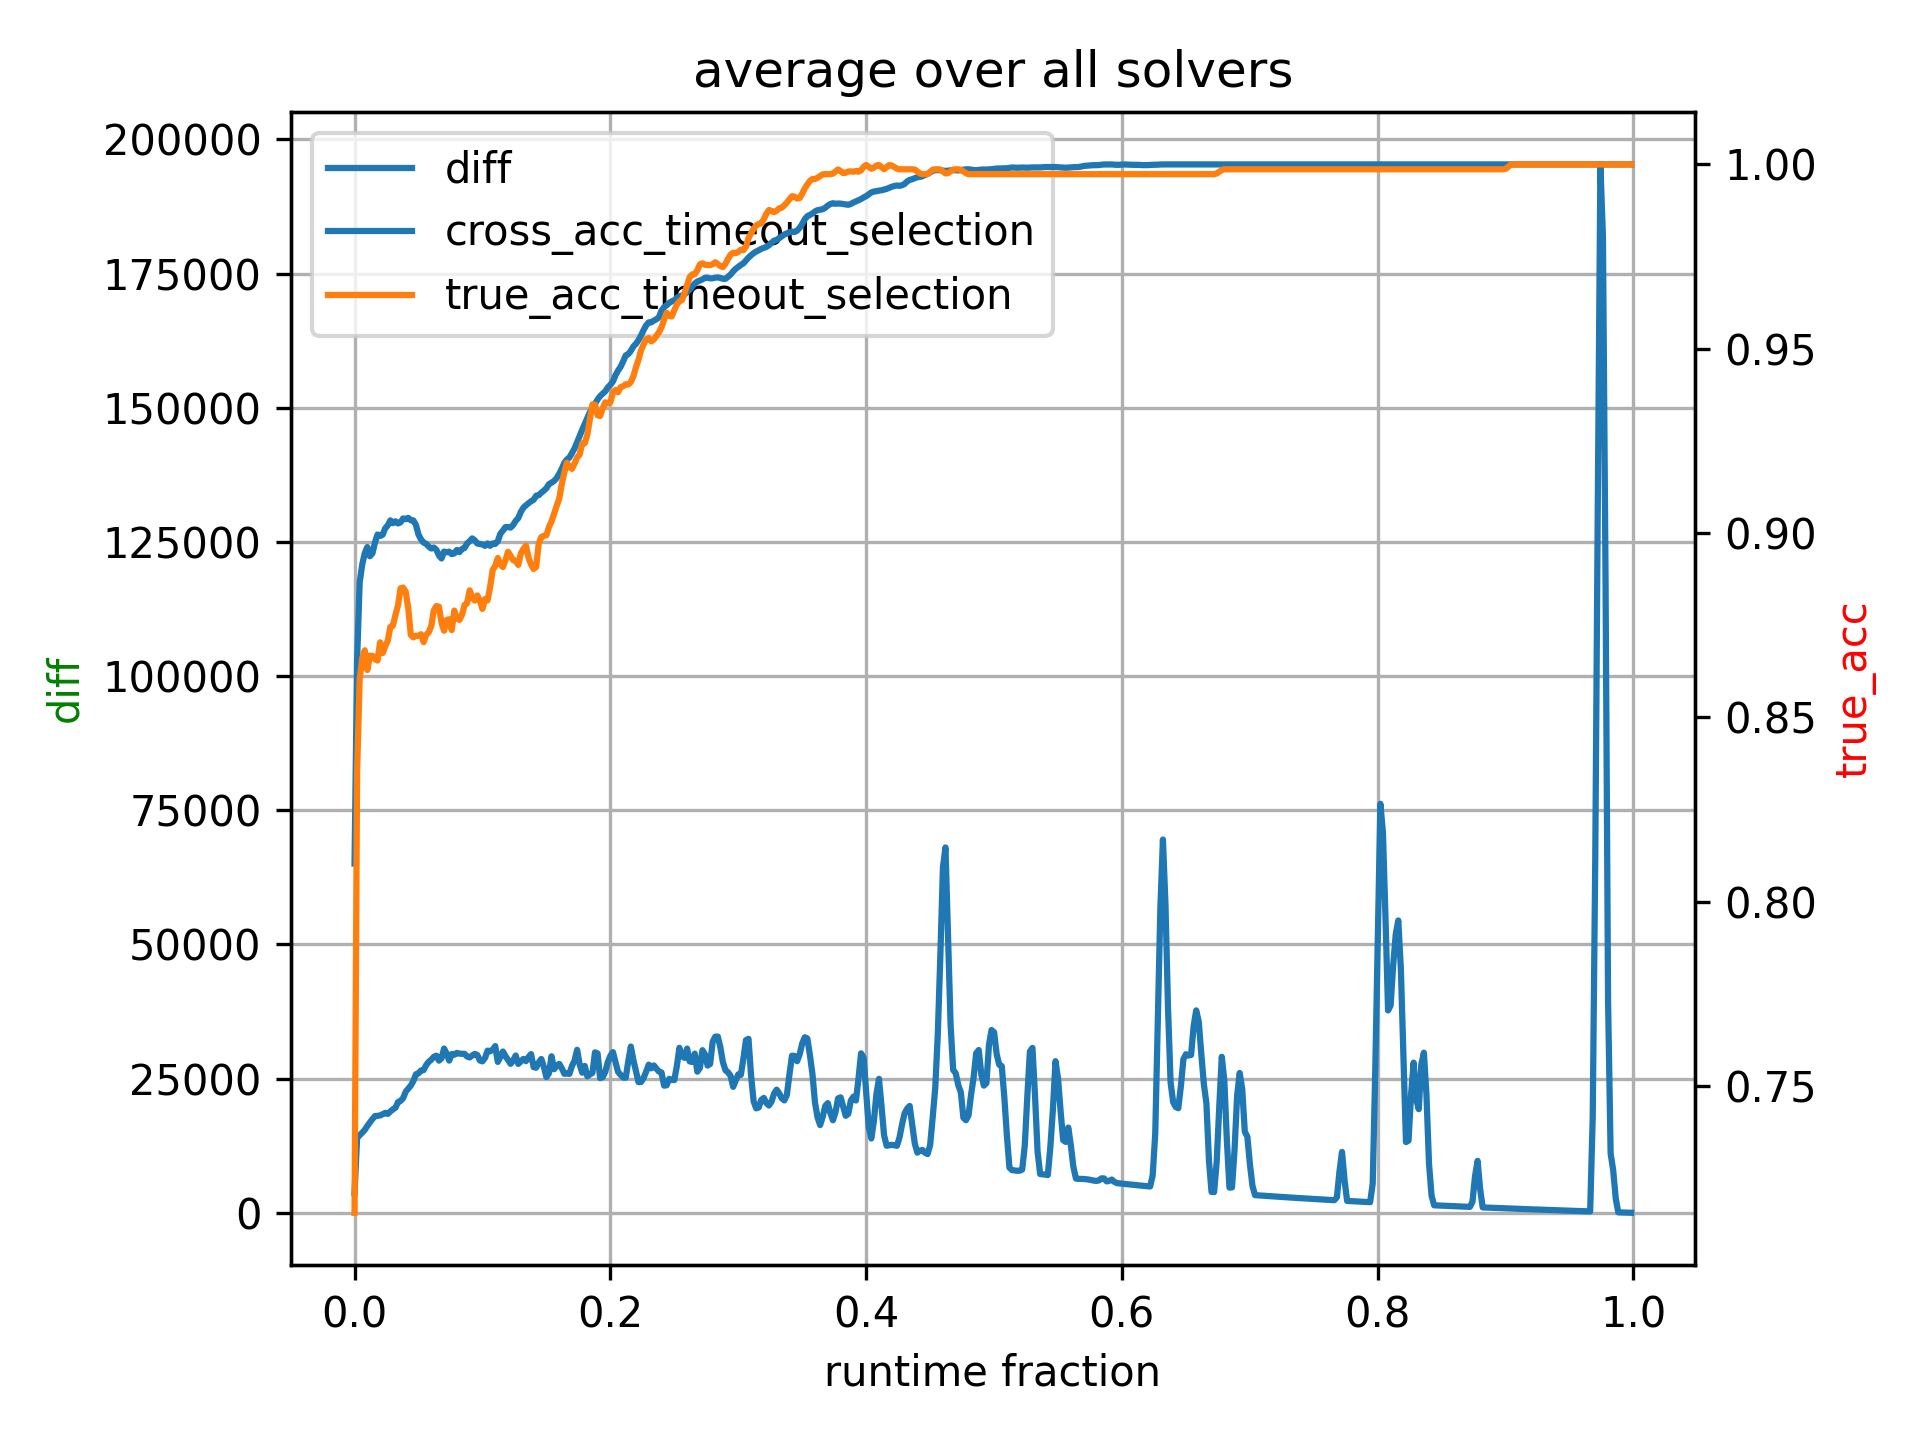 average over all solvers
diff
cross_acc_timeout_selection
true_acc_timeout_selection
200000
175000
150000
125000
100000
75000
50000
25000
0
diff
1.00
0.95
0.90
0.85
0.80
0.75
true_acc
0.0 0.2 0.4 0.6 0.8 1.0
runtime fraction